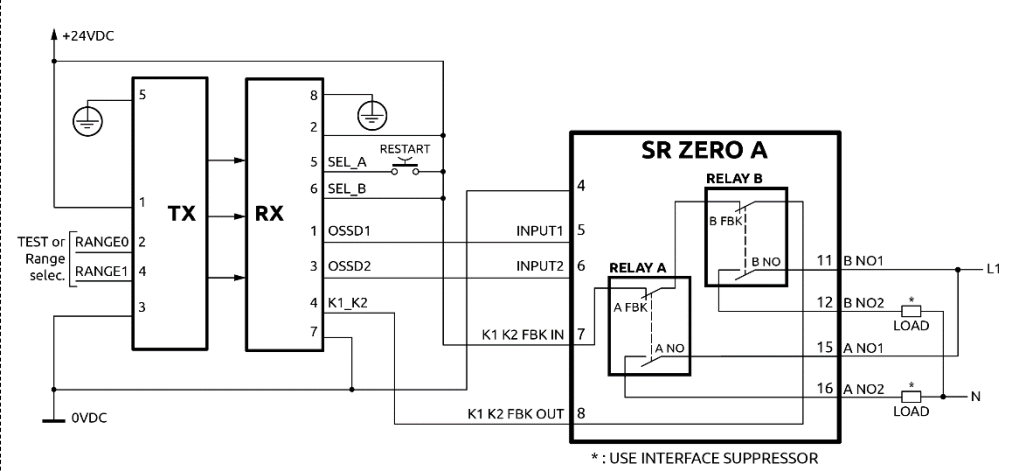 +24VDC
5
8
2
RESTART
5 SEL_A
6 SEL_B
1
TX
RX
TEST or
Range
selec.
RANGE0
2
RANGE1
4
3
1 OSSD1
3 OSSD2
4 K1_K2
7
0VDC
SR ZERO A
RELAY B
4
B FBK
INPUT1 5
INPUT2 6
RELAY A
B NO
11 B NO1
L1
A FBK
12 B NO2
*
LOAD
K1 K2 FBK IN 7
A NO
15 A NO1
16 A NO2
*
LOAD
N
K1 K2 FBK OUT 8
* : USE INTERFACE SUPPRESSOR